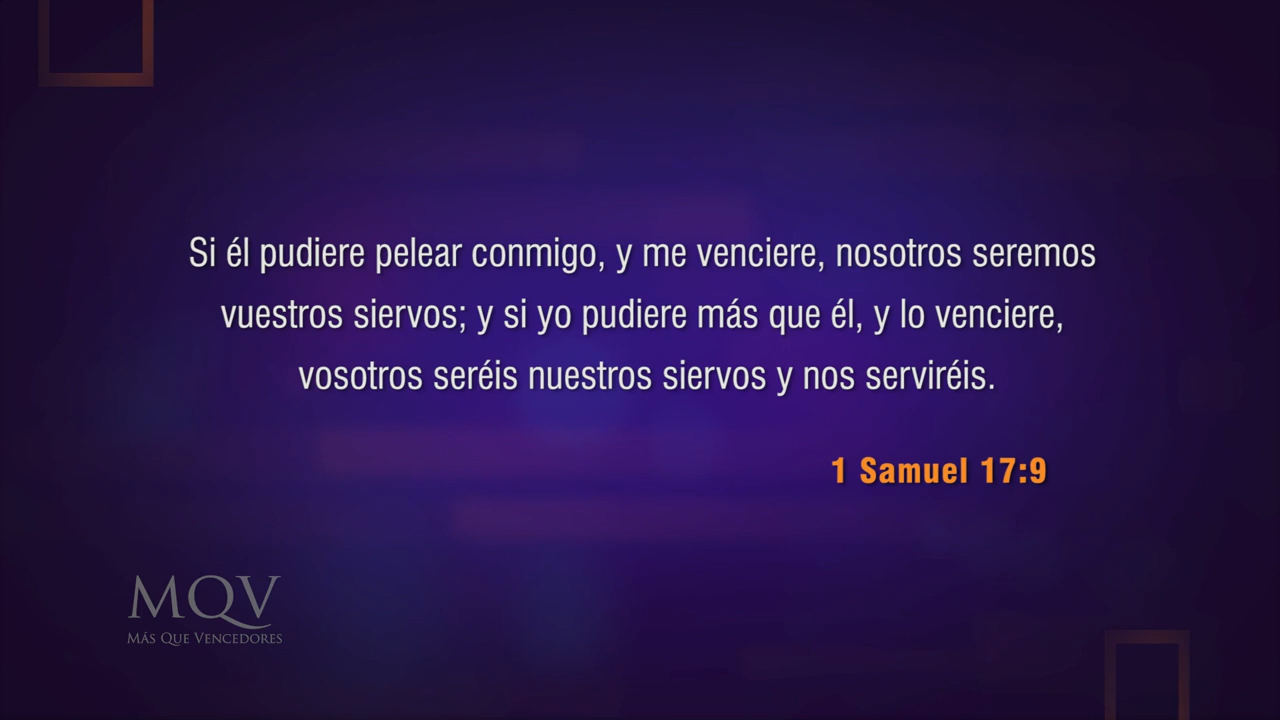 Si él pudiere pelear conmigo, y me venciere, nosotros seremos
vuestros siervos; y si yo pudiere más que él, y lo venciere,
vosotros seréis nuestros siervos y nos serviréis.
1 Samuel 17:9
MQV
Más Que Vencedores